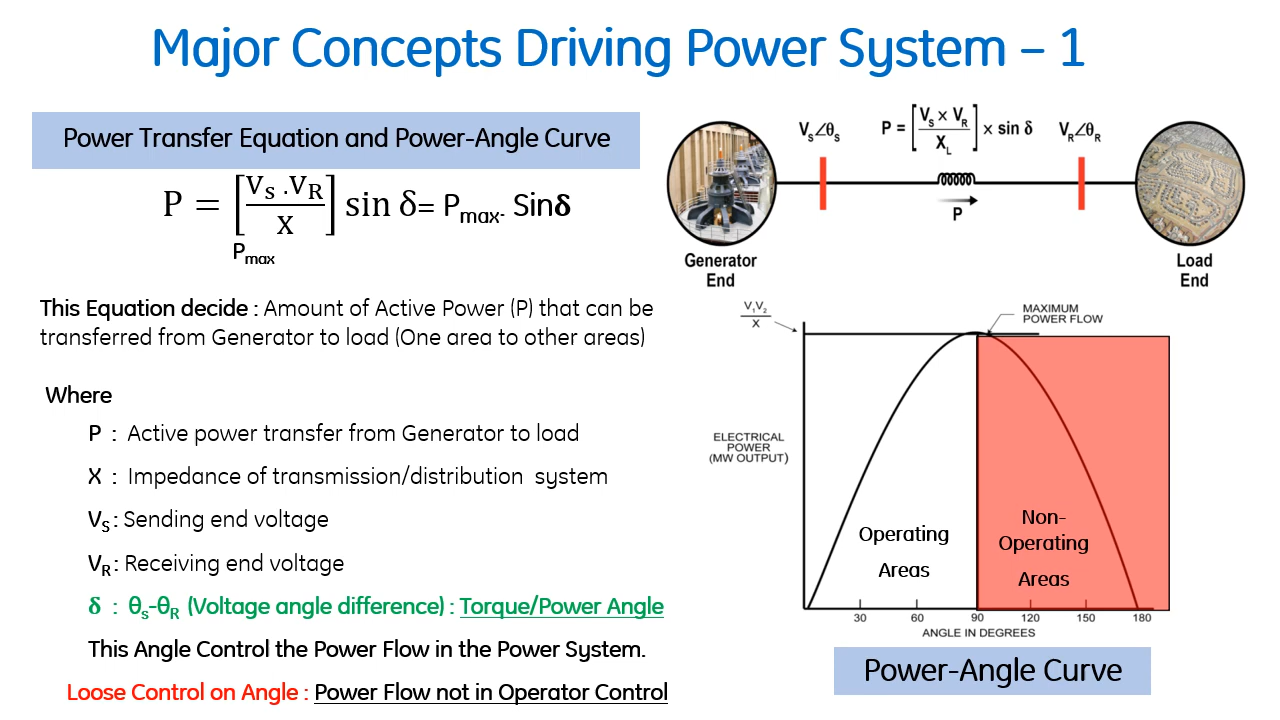 Major Concepts Driving Power System – 1
Power Transfer Equation and Power-Angle Curve
P = [Vs .VR / X] sin δ= Pmax. Sinδ
Pmax
This Equation decide : Amount of Active Power (P) that can be
transferred from Generator to load (One area to other areas)
Where
P : Active power transfer from Generator to load
X : Impedance of transmission/distribution system
VS : Sending end voltage
VR : Receiving end voltage
δ : θs-θR (Voltage angle difference) : Torque/Power Angle
This Angle Control the Power Flow in the Power System.
Loose Control on Angle : Power Flow not in Operator Control
VS∠θS
P = [VS x VR / XL] x sin δ
VR∠θR
P
Generator
End
Load
End
V1V2
X
MAXIMUM
POWER FLOW
ELECTRICAL
POWER
(MW OUTPUT)
Operating
Areas
Non-
Operating
Areas
30 60 90 120 150 180
ANGLE IN DEGREES
Power-Angle Curve